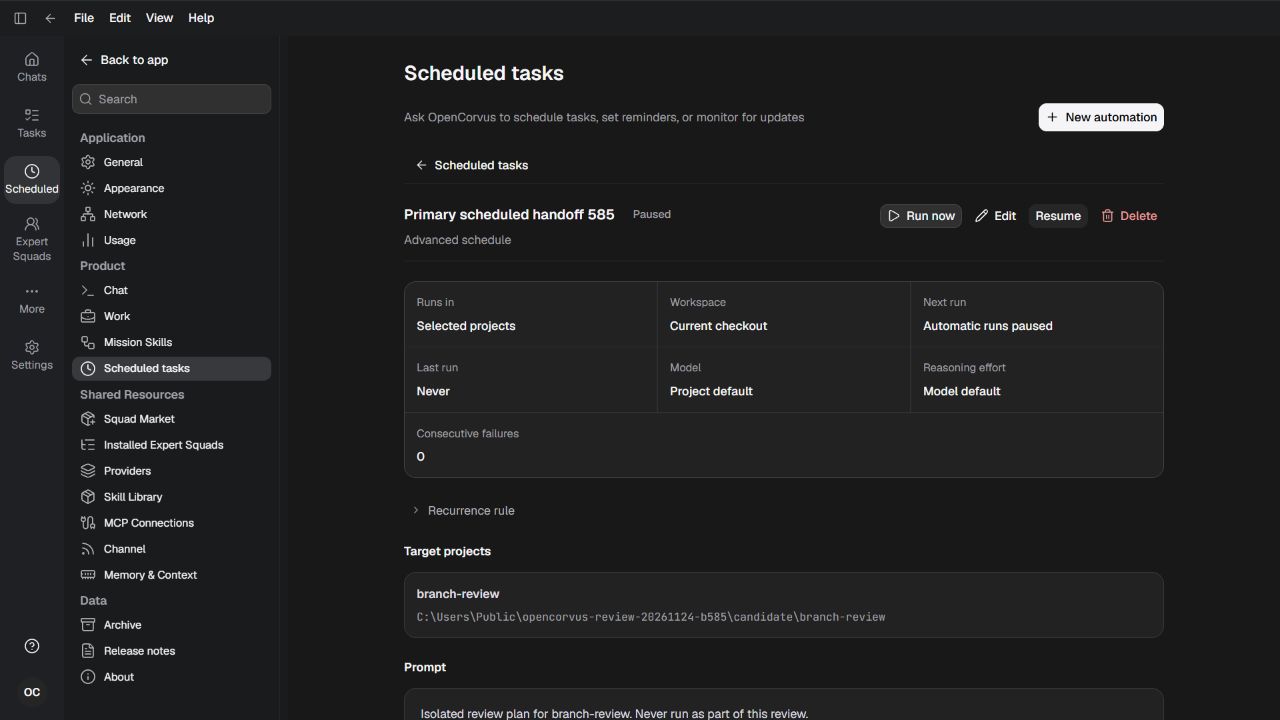 File Edit View Help
Chats
Tasks
Scheduled
Expert
Squads
More
Settings
OC
Back to app
Search
Application
General
Appearance
Network
Usage
Product
Chat
Work
Mission Skills
Scheduled tasks
Shared Resources
Squad Market
Installed Expert Squads
Providers
Skill Library
MCP Connections
Channel
Memory & Context
Data
Archive
Release notes
About
Scheduled tasks
Ask OpenCorvus to schedule tasks, set reminders, or monitor for updates
New automation
Scheduled tasks
Primary scheduled handoff 585 Paused
Run now Edit Resume Delete
Advanced schedule
Runs in Workspace Next run
Selected projects Current checkout Automatic runs paused
Last run Model Reasoning effort
Never Project default Model default
Consecutive failures
0
Recurrence rule
Target projects
branch-review
C:\Users\Public\opencorvus-review-20261124-b585\candidate\branch-review
Prompt
Isolated review plan for branch-review. Never run as part of this review.